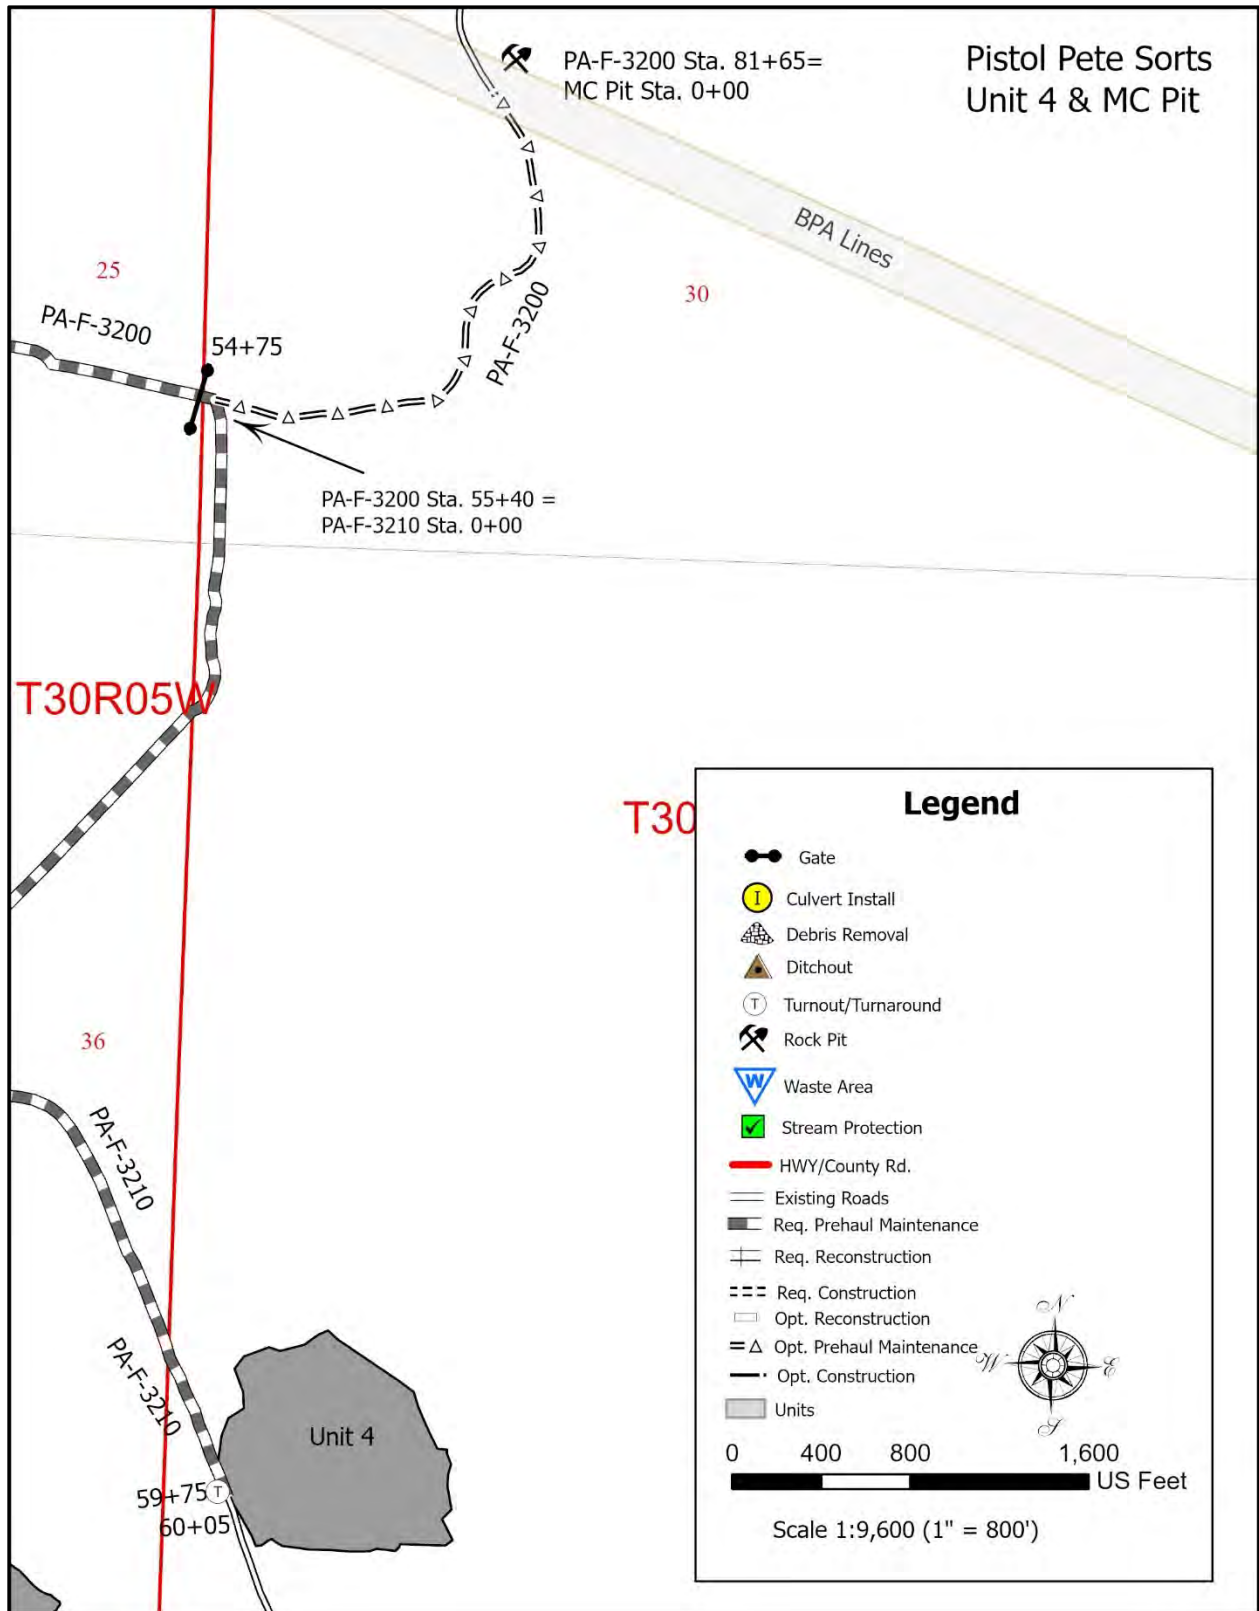 Pistol Pete Sorts
Unit 4 & MC Pit
PA-F-3200 Sta. 81+65=
MC Pit Sta. 0+00
BPA Lines
25
30
PA-F-3200
54+75
PA-F-3200
PA-F-3200 Sta. 55+40 =
PA-F-3210 Sta. 0+00
T30R05W
T30
36
PA-F-3210
PA-F-3210
Unit 4
59+75
T
60+05
Legend
Gate
I Culvert Install
Debris Removal
Ditchout
T Turnout/Turnaround
Rock Pit
W Waste Area
Stream Protection
HWY/County Rd.
Existing Roads
Req. Prehaul Maintenance
Req. Reconstruction
Req. Construction
Opt. Reconstruction
Opt. Prehaul Maintenance
Opt. Construction
Units
N
W E
S
0 400 800 1,600
US Feet
Scale 1:9,600 (1" = 800')